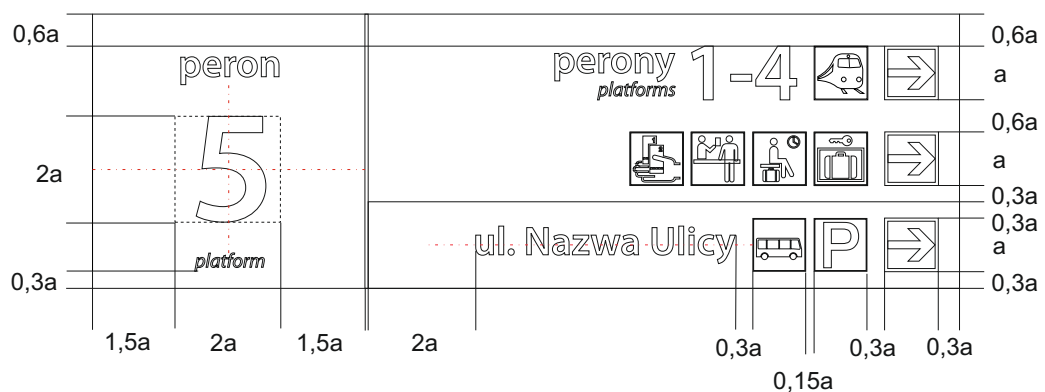 0,6a
0,6a
peron
perony
platforms
1-4
a
0,6a
5
2a
a
0,3a
ul. Nazwa Ulicy
P
0,3a
a
platform
0,3a
0,3a
1,5a
2a
1,5a
2a
0,3a
0,3a
0,3a
0,15a